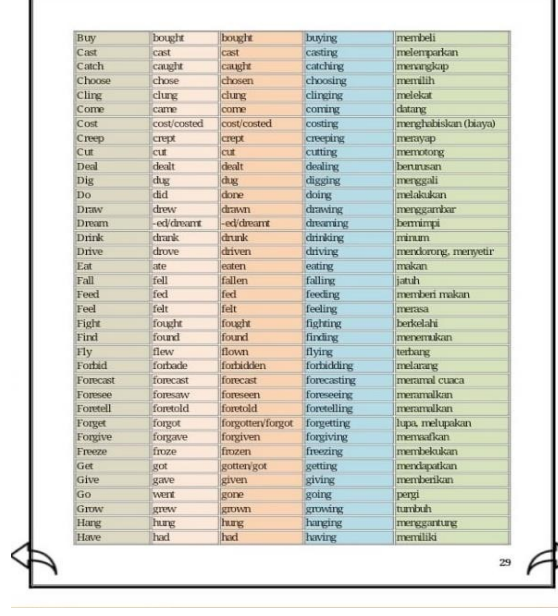 Buy bought bought buying membeli
Cast cast cast casting melemparkan
Catch caught caught catching menangkap
Choose chose chosen choosing memilih
Cling clung clung clinging melekat
Come came come coming datang
Cost cost/costed cost/costed costing menghabiskan (biaya)
Creep crept crept creeping merayap
Cut cut cut cutting memotong
Deal dealt dealt dealing berurusan
Dig dug dug digging menggali
Do did done doing melakukan
Draw drew drawn drawing menggambar
Dream -ed/dreamt -ed/dreamt dreaming bermimpi
Drink drank drunk drinking minum
Drive drove driven driving mendorong, menyetir
Eat ate eaten eating makan
Fall fell fallen falling jatuh
Feed fed fed feeding memberi makan
Feel felt felt feeling merasa
Fight fought fought fighting berkelahi
Find found found finding menemukan
Fly flew flown flying terbang
Forbid forbade forbidden forbidding melarang
Forecast forecast forecast forecasting meramal cuaca
Foresee foresaw foreseen foreseeing meramalkan
Foretell foretold foretold foretelling meramalkan
Forget forgot forgotten/forgot forgetting lupa, melupakan
Forgive forgave forgiven forgiving memaafkan
Freeze froze frozen freezing membekukan
Get got gotten/got getting mendapatkan
Give gave given giving memberikan
Go went gone going pergi
Grow grew grown growing tumbuh
Hang hung hung hanging menggantung
Have had had having memiliki
29